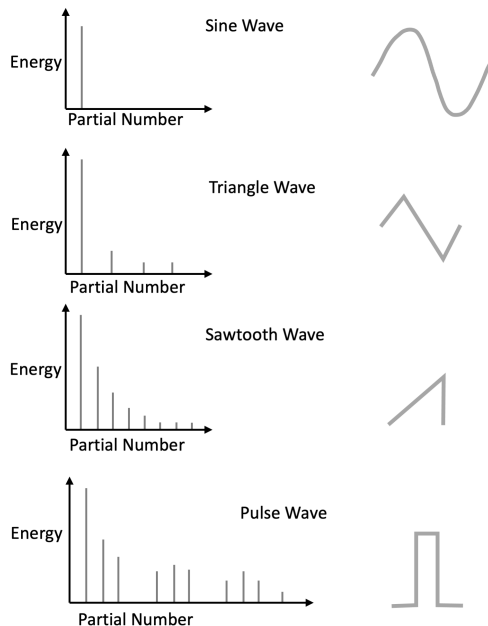 Sine Wave
Energy
Partial Number
Triangle Wave
Energy
Partial Number
Sawtooth Wave
Energy
Partial Number
Pulse Wave
Energy
Partial Number